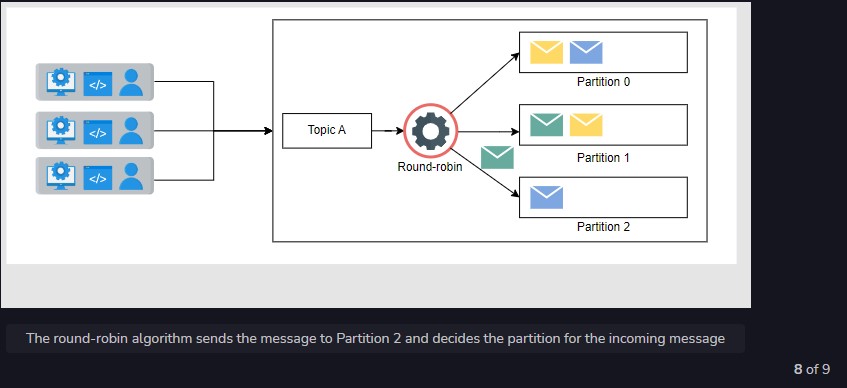 </>
</>
</>
Topic A
Round-robin
Partition 0
Partition 1
Partition 2
The round-robin algorithm sends the message to Partition 2 and decides the partition for the incoming message
8 of 9